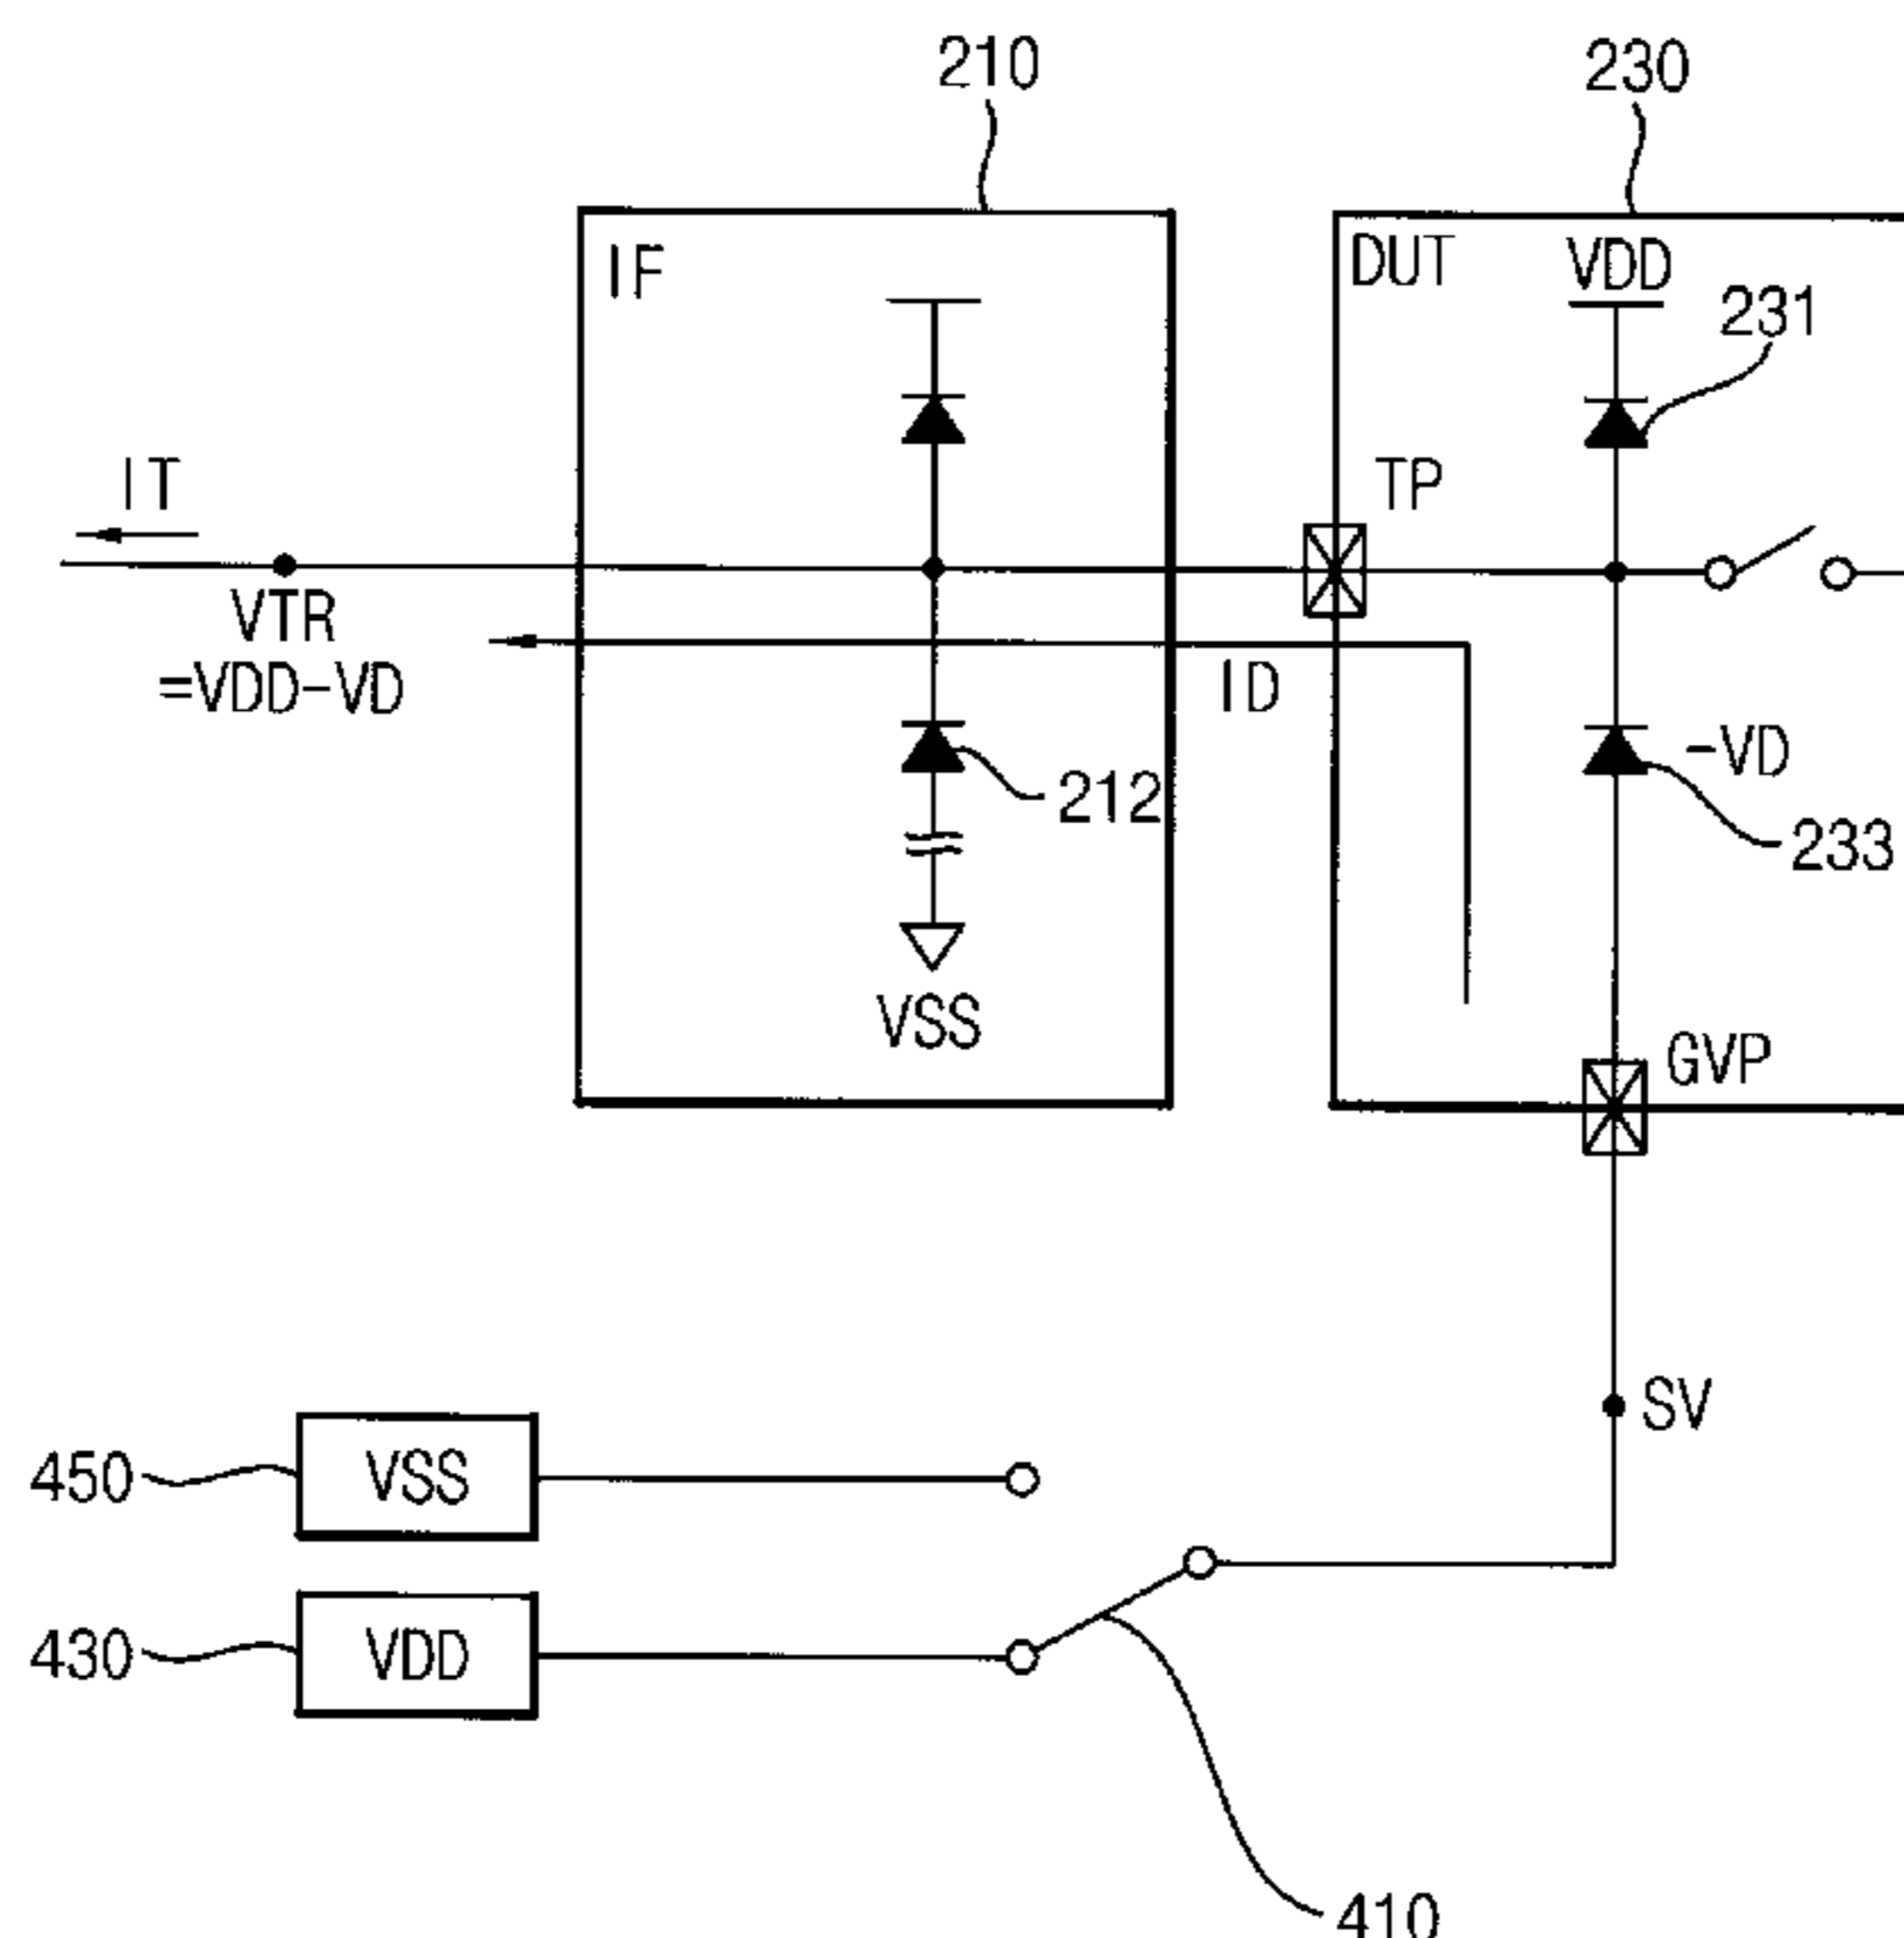 210
230
IF
DUT
VDD
231
IT
TP
VTR
=VDD-VD
ID
-VD
212
233
VSS
GVP
SV
450
VSS
430
VDD
410